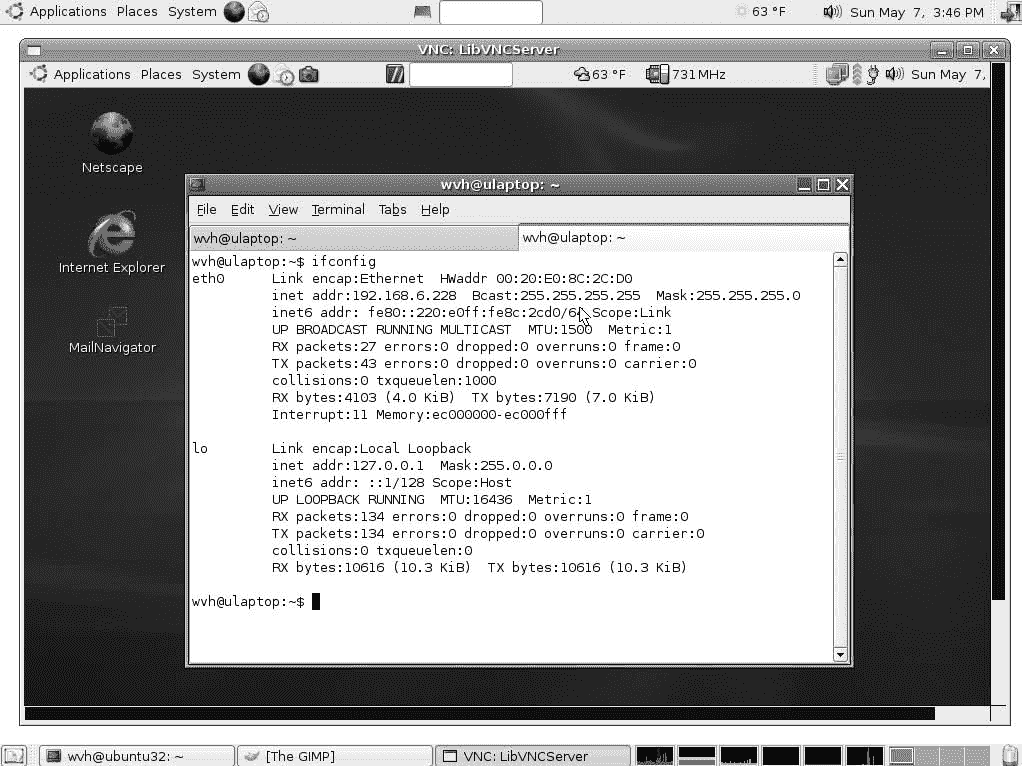 Applications Places System 63 °F Sun May 7, 3:46 PM
VNC: LibVNCServer
Applications Places System 63 °F 731 MHz Sun May 7,
Netscape
Internet Explorer
MailNavigator
wvh@ulaptop: ~
File Edit View Terminal Tabs Help
wvh@ulaptop: ~ wvh@ulaptop: ~
wvh@ulaptop:~$ ifconfig
eth0 Link encap:Ethernet HWaddr 00:20:E0:8C:2C:D0
inet addr:192.168.6.228 Bcast:255.255.255.255 Mask:255.255.255.0
inet6 addr: fe80::220:e0ff:fe8c:2cd0/64 Scope:Link
UP BROADCAST RUNNING MULTICAST MTU:1500 Metric:1
RX packets:27 errors:0 dropped:0 overruns:0 frame:0
TX packets:43 errors:0 dropped:0 overruns:0 carrier:0
collisions:0 txqueuelen:1000
RX bytes:4103 (4.0 KiB) TX bytes:7190 (7.0 KiB)
Interrupt:11 Memory:ec000000-ec000fff
lo Link encap:Local Loopback
inet addr:127.0.0.1 Mask:255.0.0.0
inet6 addr: ::1/128 Scope:Host
UP LOOPBACK RUNNING MTU:16436 Metric:1
RX packets:134 errors:0 dropped:0 overruns:0 frame:0
TX packets:134 errors:0 dropped:0 overruns:0 carrier:0
collisions:0 txqueuelen:0
RX bytes:10616 (10.3 KiB) TX bytes:10616 (10.3 KiB)
wvh@ulaptop:~$
wvh@ubuntu32: ~ [The GIMP] VNC: LibVNCServer